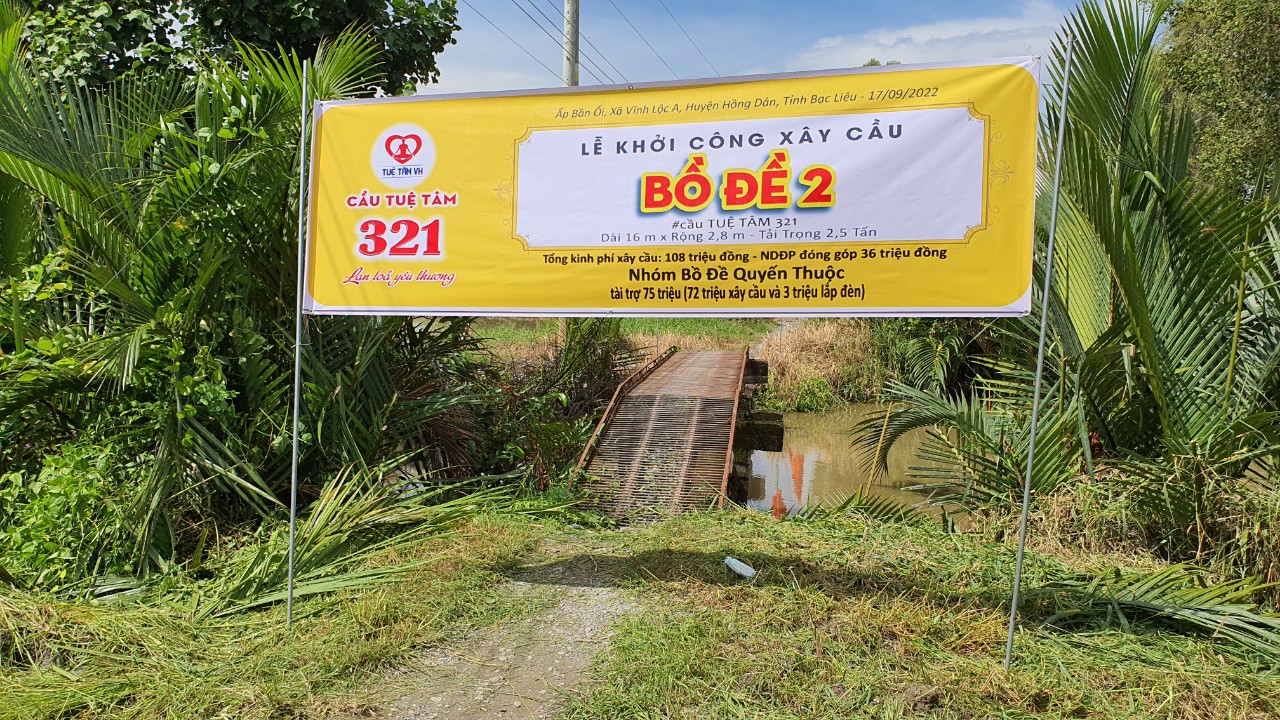 Ấp Bần Ổi, Xã Vĩnh Lộc A, Huyện Hồng Dân, Tỉnh Bạc Liêu - 17/09/2022
LỄ KHỞI CÔNG XÂY CẦU
BỒ ĐỀ 2
#cầu TUỆ TÂM 321
Dài 16 m x Rộng 2,8 m - Tải Trọng 2,5 Tấn
TUỆ TÂM VH
CẦU TUỆ TÂM
321
Lan toả yêu thương
Tổng kinh phí xây cầu: 108 triệu đồng - NDĐP đóng góp 36 triệu đồng
Nhóm Bồ Đề Quyến Thuộc
tài trợ 75 triệu (72 triệu xây cầu và 3 triệu lắp đèn)